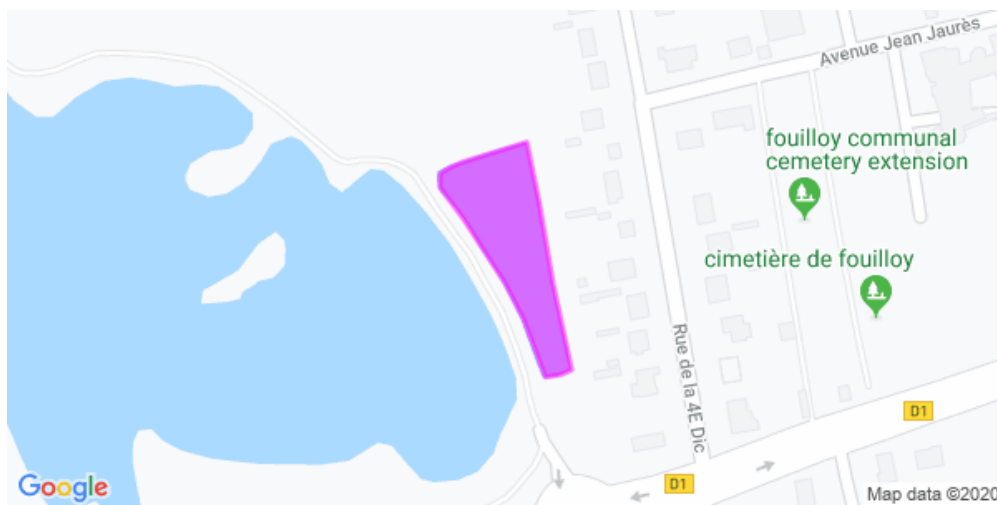 Avenue Jean Jaurès
fouilloy communal
cemetery extension
cimetière de fouilloy
Rue de la 4E Dic
D1
D1
Google
Map data ©2020